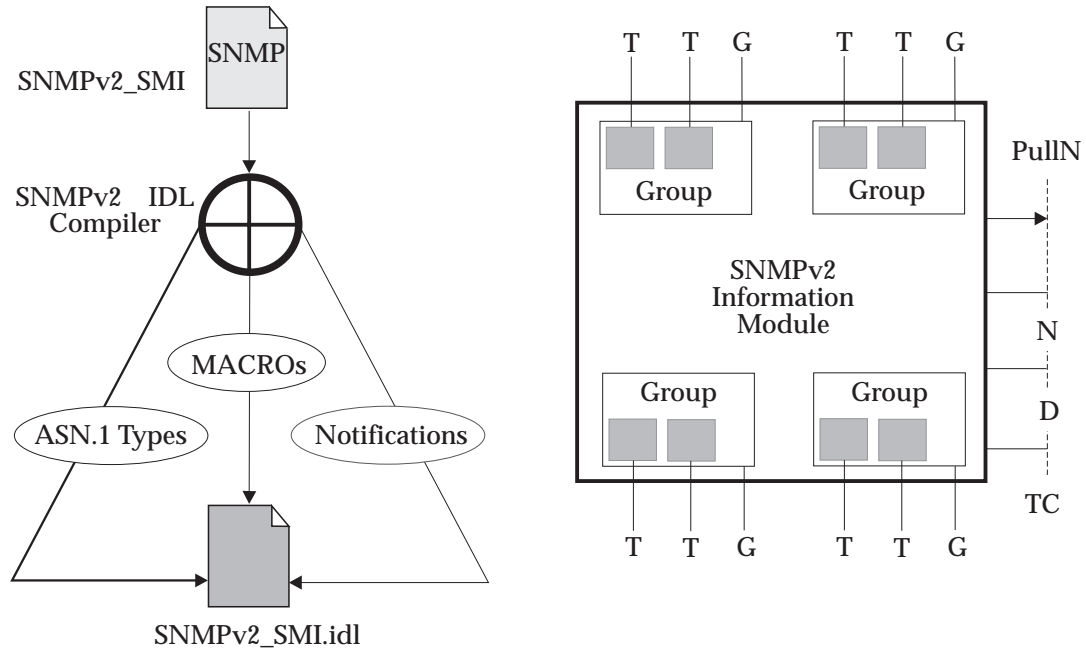 SNMP
SNMPv2_SMI
SNMPv2 IDL
Compiler
MACROs
ASN.1 Types
Notifications
SNMPv2_SMI.idl
T T G T T G
Group
Group
PullN
SNMPv2
Information
Module
N
D
TC
Group
Group
T T G T T G